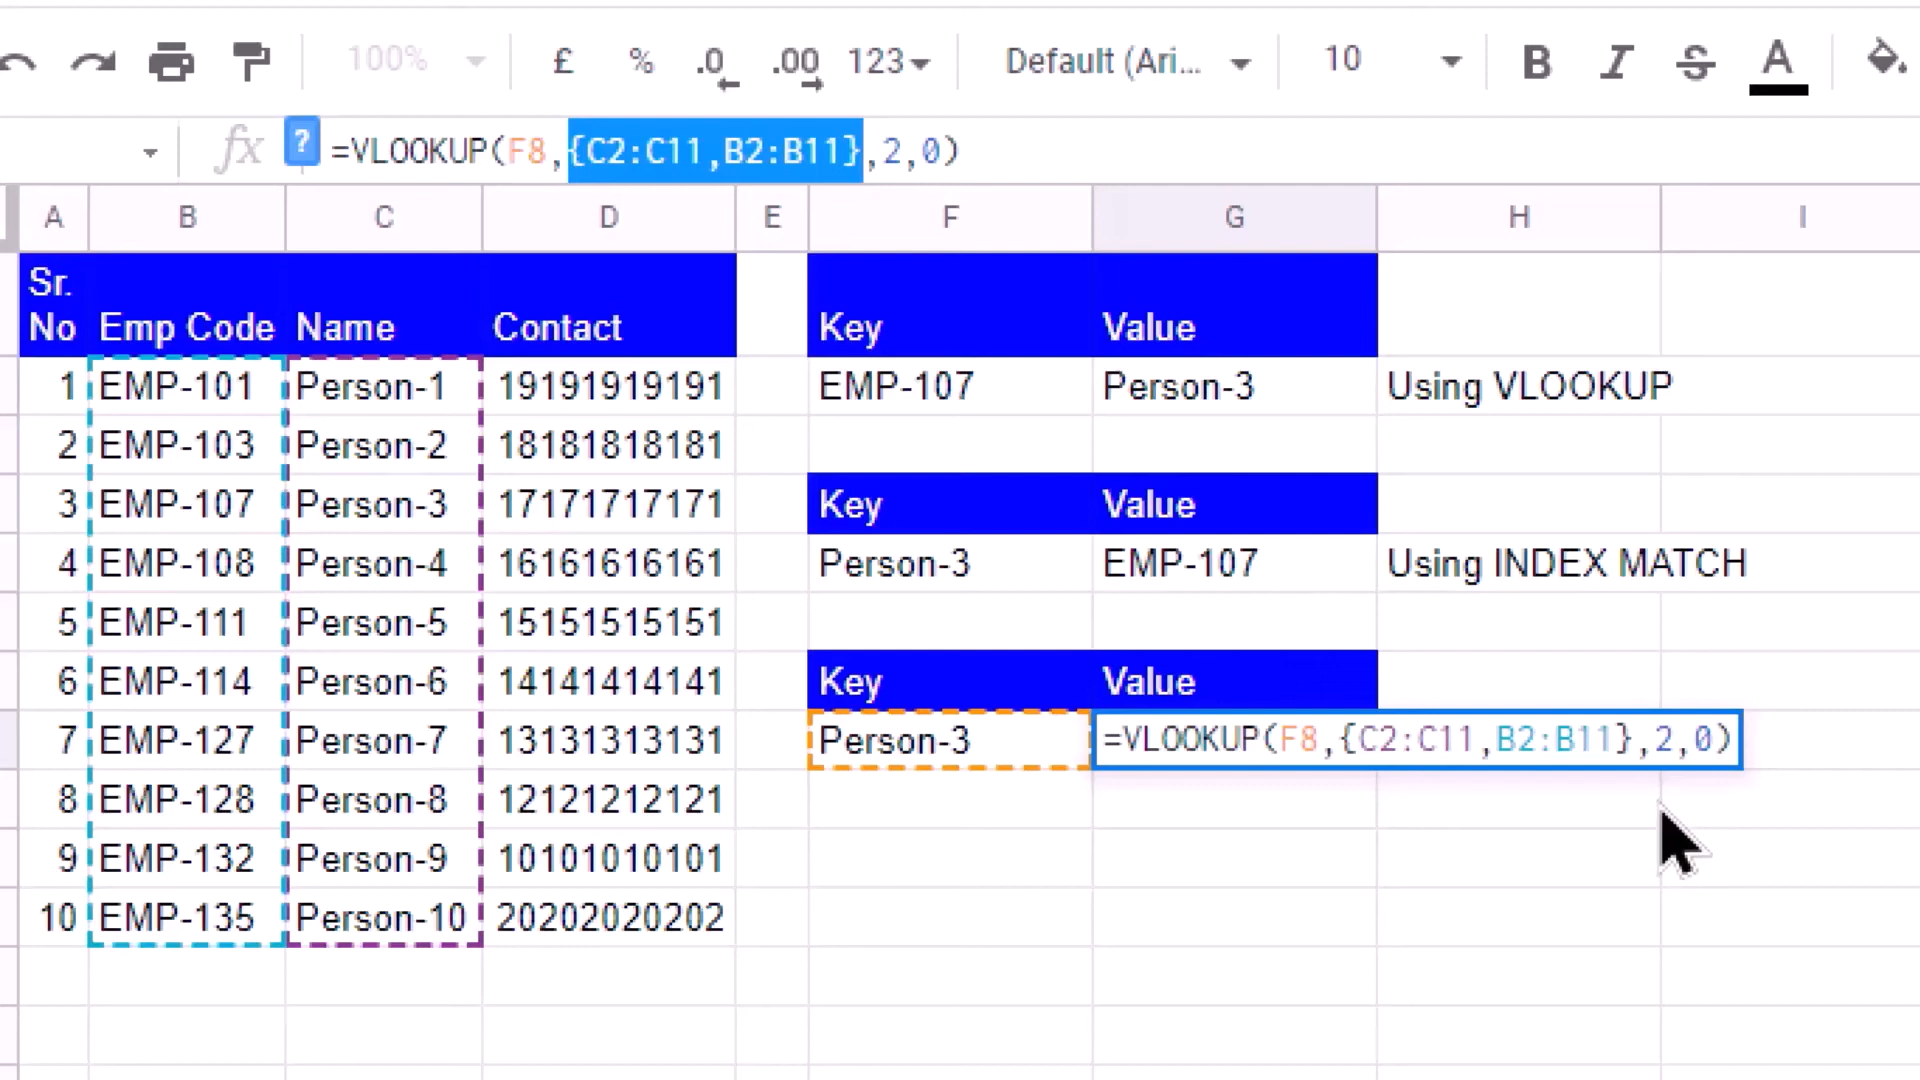 100% £ % .0 .00 123 Default (Ari... 10 B I S A
fx ? =VLOOKUP(F8,{C2:C11,B2:B11},2,0)
A B C D E F G H I
Sr.
No Emp Code Name Contact Key Value
1 EMP-101 Person-1 19191919191 EMP-107 Person-3 Using VLOOKUP
2 EMP-103 Person-2 18181818181
3 EMP-107 Person-3 17171717171 Key Value
4 EMP-108 Person-4 16161616161 Person-3 EMP-107 Using INDEX MATCH
5 EMP-111 Person-5 15151515151
6 EMP-114 Person-6 14141414141 Key Value
7 EMP-127 Person-7 13131313131 Person-3 =VLOOKUP(F8,{C2:C11,B2:B11},2,0)
8 EMP-128 Person-8 12121212121
9 EMP-132 Person-9 10101010101
10 EMP-135 Person-10 20202020202